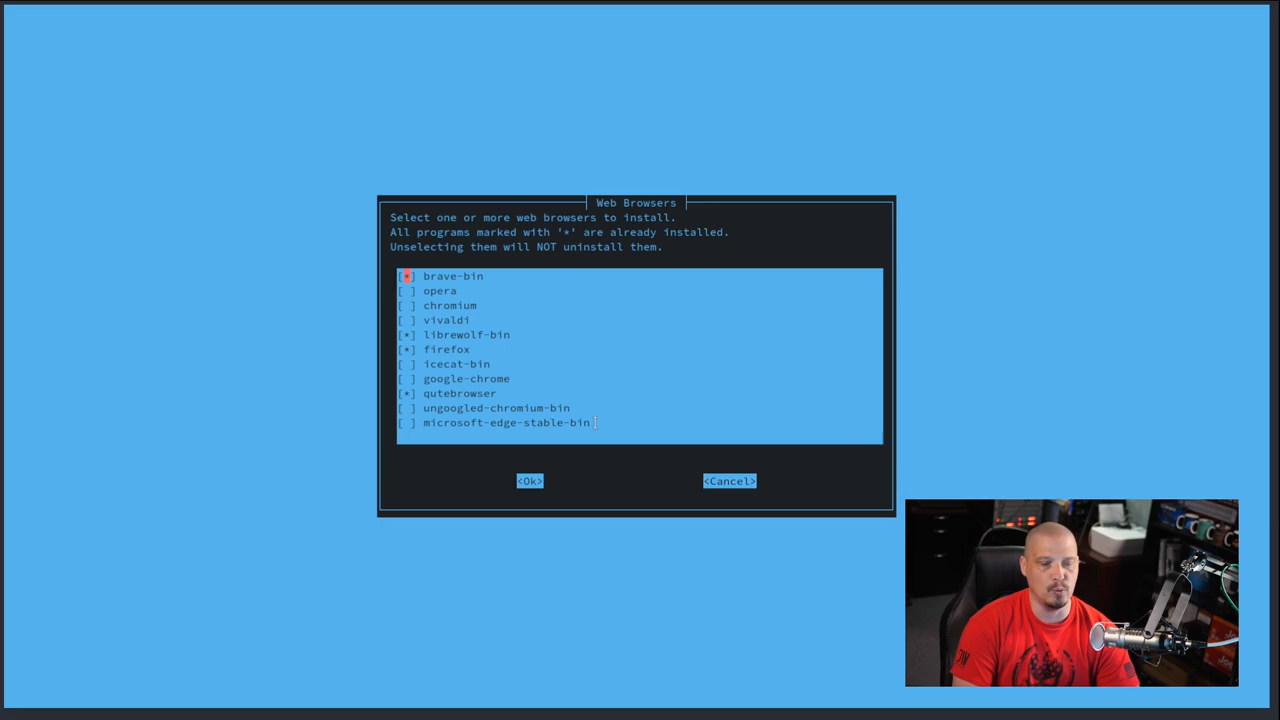 Web Browsers
Select one or more web browsers to install.
All programs marked with '*' are already installed.
Unselecting them will NOT uninstall them.
[*] brave-bin
[ ] opera
[ ] chromium
[ ] vivaldi
[*] librewolf-bin
[*] firefox
[ ] icecat-bin
[ ] google-chrome
[*] qutebrowser
[ ] ungoogled-chromium-bin
[ ] microsoft-edge-stable-bin
<Ok> <Cancel>